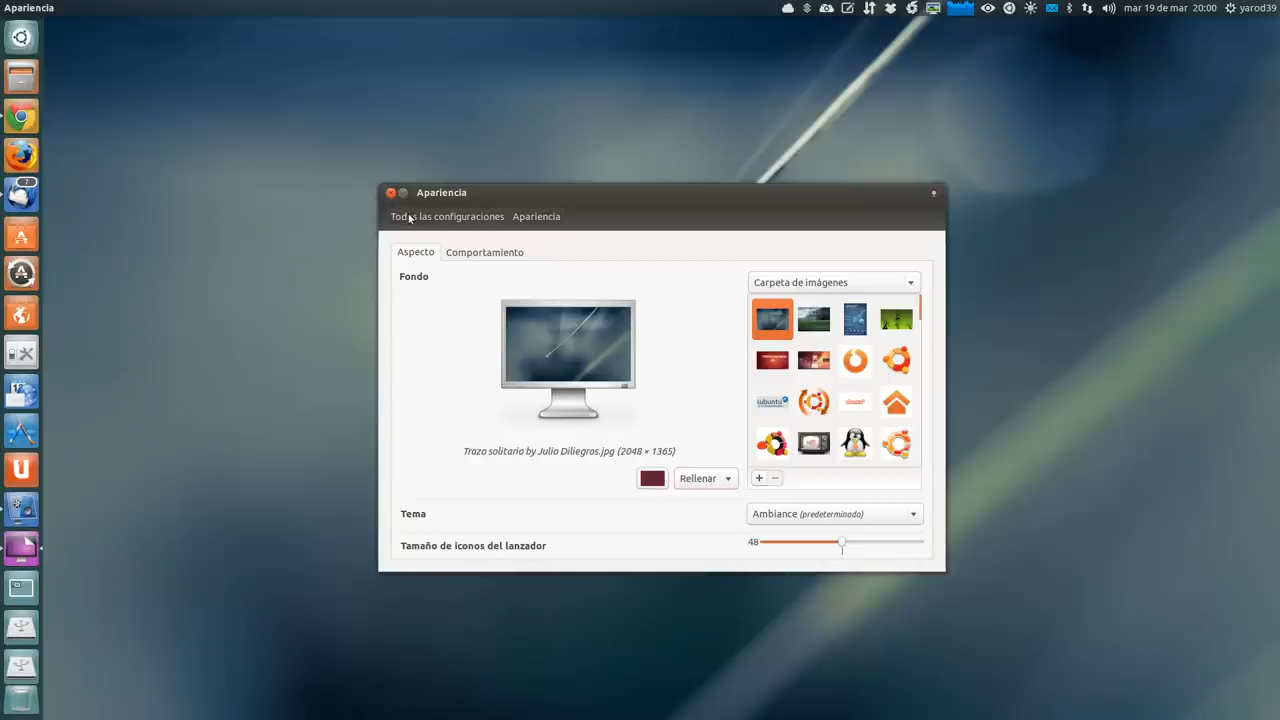 Apariencia
mar 19 de mar 20:00 yarod39
Apariencia
Todas las configuraciones Apariencia
Aspecto Comportamiento
Fondo
Carpeta de imágenes
lubuntu
Trazo solitario by Julio Diliegros.jpg (2048 × 1365)
Rellenar
Tema
Ambiance (predeterminado)
Tamaño de iconos del lanzador
48